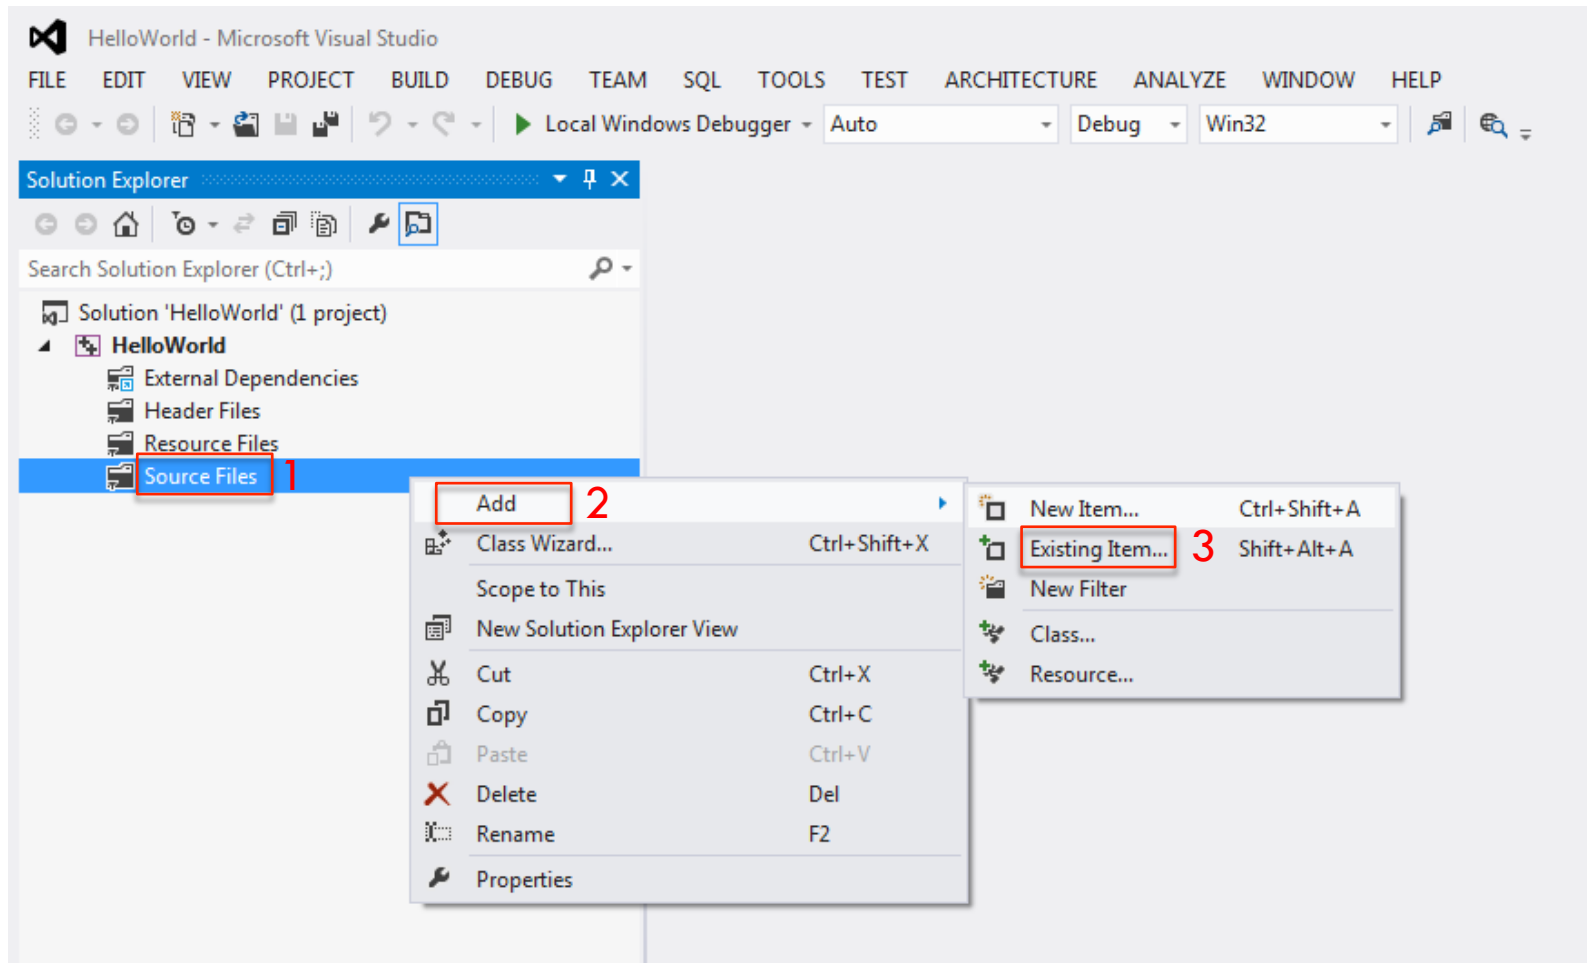 HelloWorld - Microsoft Visual Studio
FILE EDIT VIEW PROJECT BUILD DEBUG TEAM SQL TOOLS TEST ARCHITECTURE ANALYZE WINDOW HELP
Local Windows Debugger Auto Debug Win32
Solution Explorer
Search Solution Explorer (Ctrl+;)
Solution 'HelloWorld' (1 project)
HelloWorld
External Dependencies
Header Files
Resource Files
Source Files 1
Add 2
Class Wizard... Ctrl+Shift+X
Scope to This
New Solution Explorer View
Cut Ctrl+X
Copy Ctrl+C
Paste Ctrl+V
Delete Del
Rename F2
Properties
New Item... Ctrl+Shift+A
Existing Item... 3 Shift+Alt+A
New Filter
Class...
Resource...